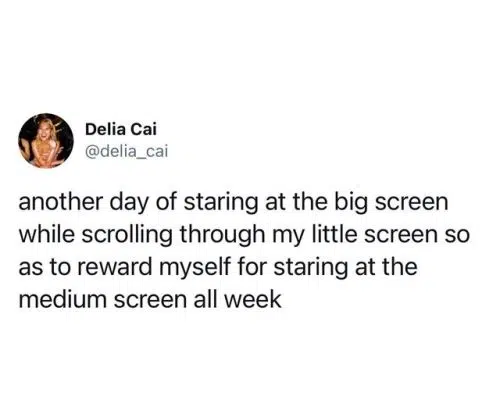 Delia Cai
@delia_cai
another day of staring at the big screen
while scrolling through my little screen so
as to reward myself for staring at the
medium screen all week